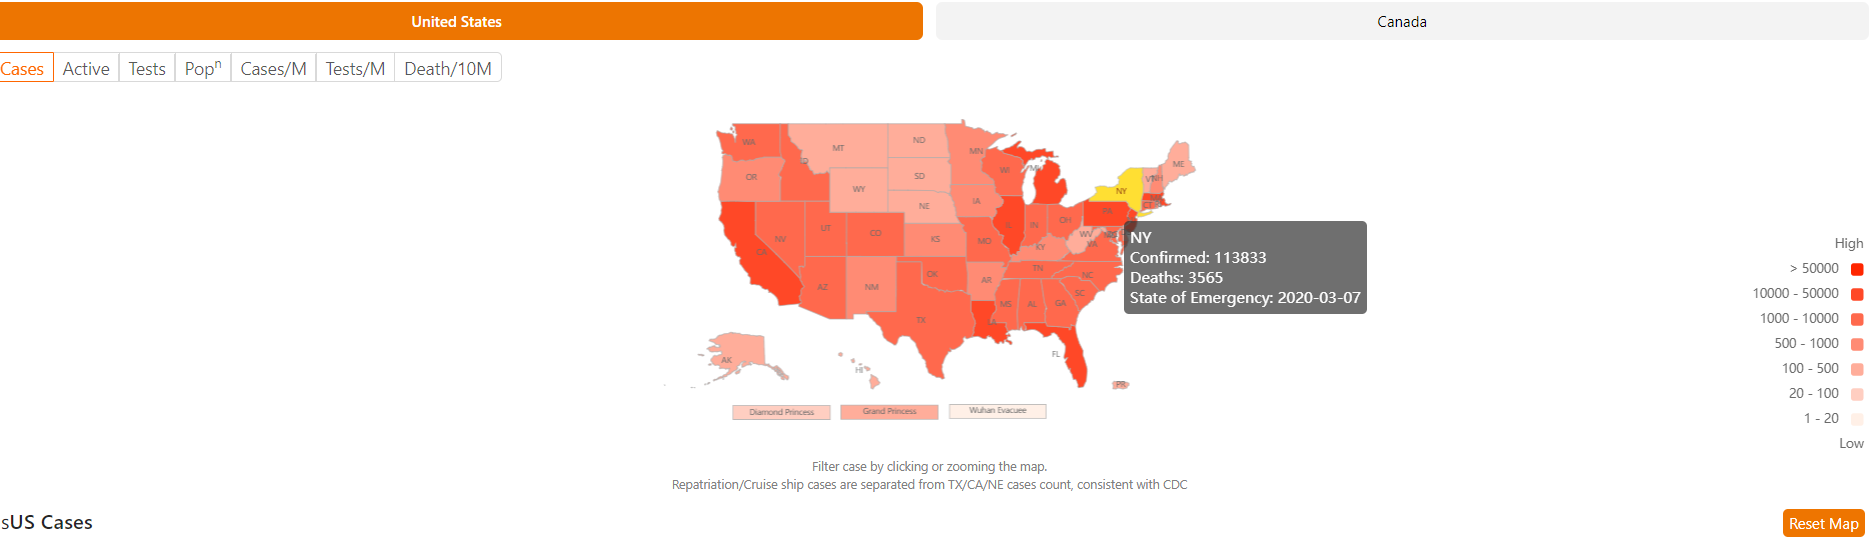 United States
Canada
Cases Active Tests Popn Cases/M Tests/M Death/10M
WA
MT
ND
MN
ID
OR
SD
WI
MI
ME
WY
VT NH
NY
NE
IA
PA
CT
NV
UT
CO
KS
MO
IN
OH
WV
VA
KY
CA
AZ
NM
OK
AR
TN
NC
SC
TX
MS
AL
GA
FL
AK
HI
PR
NY
Confirmed: 113833
Deaths: 3565
State of Emergency: 2020-03-07
High
> 50000
10000 - 50000
1000 - 10000
500 - 1000
100 - 500
20 - 100
1 - 20
Low
Diamond Princess
Grand Princess
Wuhan Evacuee
Filter case by clicking or zooming the map.
Repatriation/Cruise ship cases are separated from TX/CA/NE cases count, consistent with CDC
sUS Cases
Reset Map